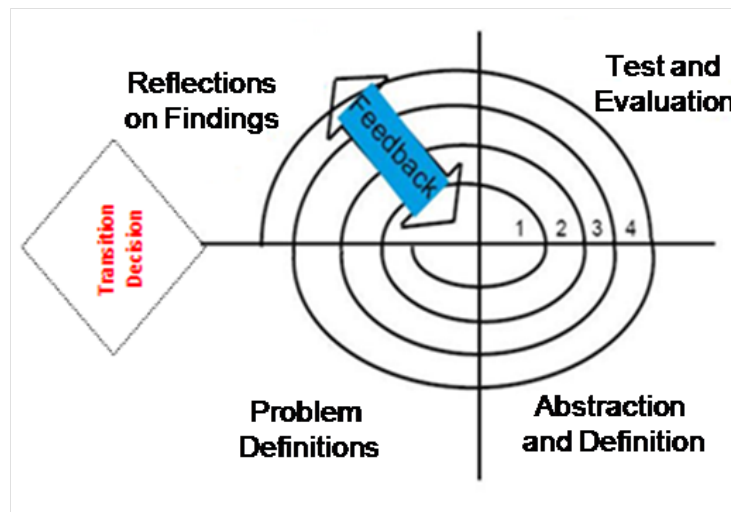 Reflections
on Findings
Test and
Evaluation
Feedback
Transition
Decision
1 2 3 4
Problem
Definitions
Abstraction
and Definition